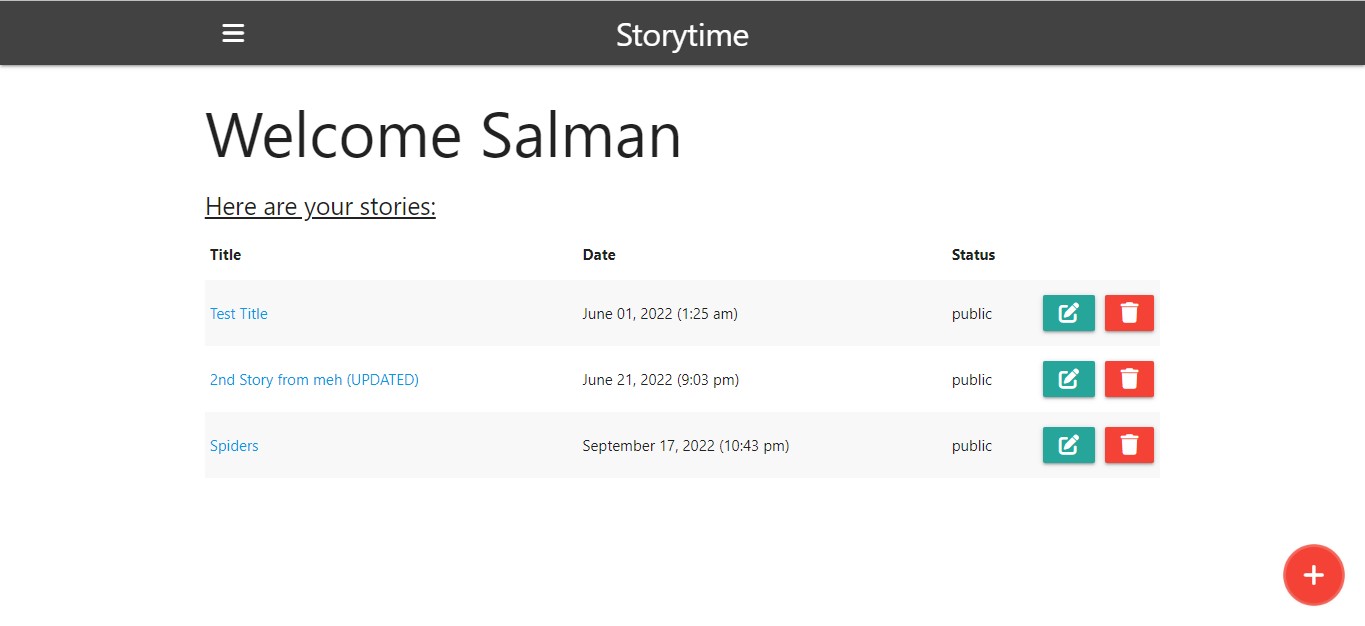 Storytime
Welcome Salman
Here are your stories:
Title Date Status
Test Title June 01, 2022 (1:25 am) public
2nd Story from meh (UPDATED) June 21, 2022 (9:03 pm) public
Spiders September 17, 2022 (10:43 pm) public